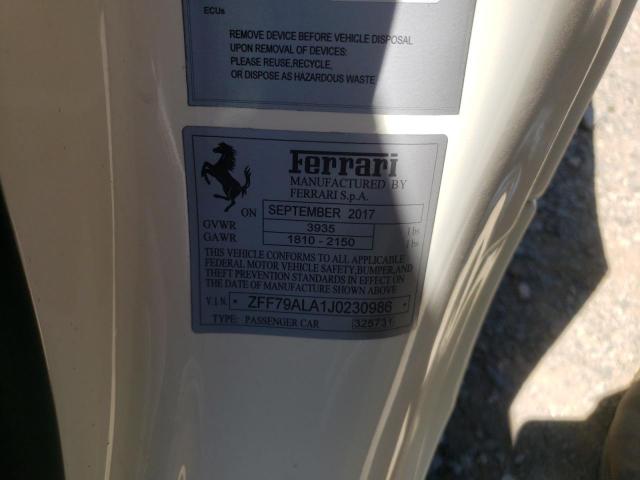 ECUs
REMOVE DEVICE BEFORE VEHICLE DISPOSAL
UPON REMOVAL OF DEVICES:
PLEASE REUSE,RECYCLE,
OR DISPOSE AS HAZARDOUS WASTE
Ferrari
MANUFACTURED BY
FERRARI S.p.A.
ON SEPTEMBER 2017
GVWR 3935 lbs
GAWR 1810 - 2150 lbs
THIS VEHICLE CONFORMS TO ALL APPLICABLE
FEDERAL MOTOR VEHICLE SAFETY,BUMPER,AND
THEFT PREVENTION STANDARDS IN EFFECT ON
THE DATE OF MANUFACTURE SHOWN ABOVE.
V.I.N. * ZFF79ALA1J0230986 *
TYPE: PASSENGER CAR 325731